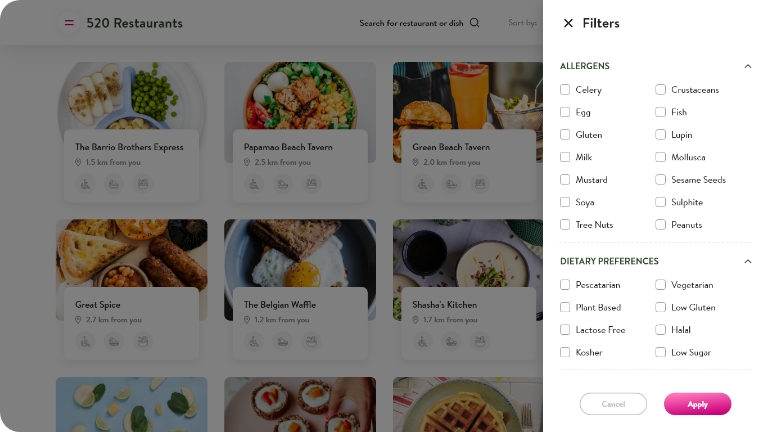 520 Restaurants
Search for restaurant or dish
Sort by:
The Barrio Brothers Express
1.5 km from you
Papamao Beach Tavern
2.5 km from you
Green Beach Tavern
2.0 km from you
Great Spice
2.7 km from you
The Belgian Waffle
1.2 km from you
Shasha's Kitchen
1.7 km from you
Filters
ALLERGENS
Celery Crustaceans
Egg Fish
Gluten Lupin
Milk Mollusca
Mustard Sesame Seeds
Soya Sulphite
Tree Nuts Peanuts
DIETARY PREFERENCES
Pescatarian Vegetarian
Plant Based Low Gluten
Lactose Free Halal
Kosher Low Sugar
Cancel Apply